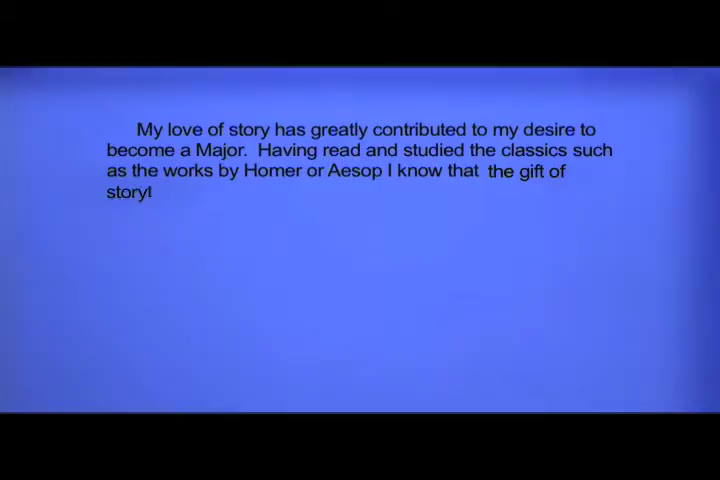 My love of story has greatly contributed to my desire to
become a Major. Having read and studied the classics such
as the works by Homer or Aesop I know that the gift of
story